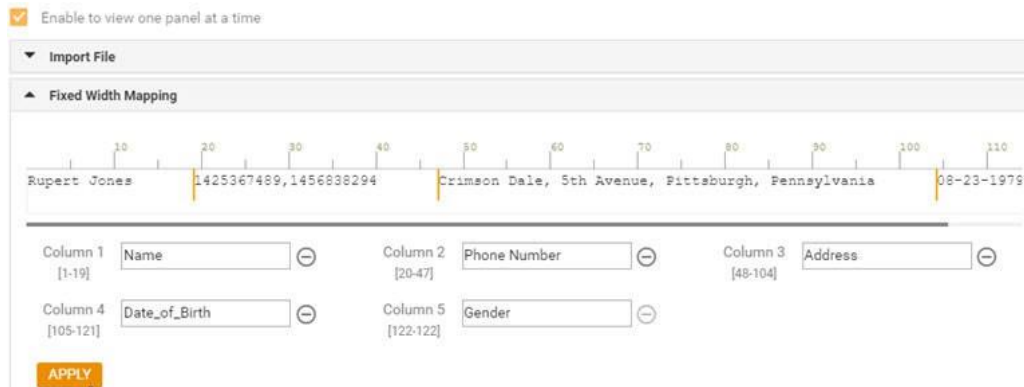 Enable to view one panel at a time
Import File
Fixed Width Mapping
10 20 30 40 50 60 70 80 90 100 110
Rupert Jones 1425367489,1456838294 Crimson Dale, 5th Avenue, Pittsburgh, Pennsylvania 08-23-1979
Column 1 Name Column 2 Phone Number Column 3 Address
[1-19] [20-47] [48-104]
Column 4 Date_of_Birth Column 5 Gender
[105-121] [122-122]
APPLY